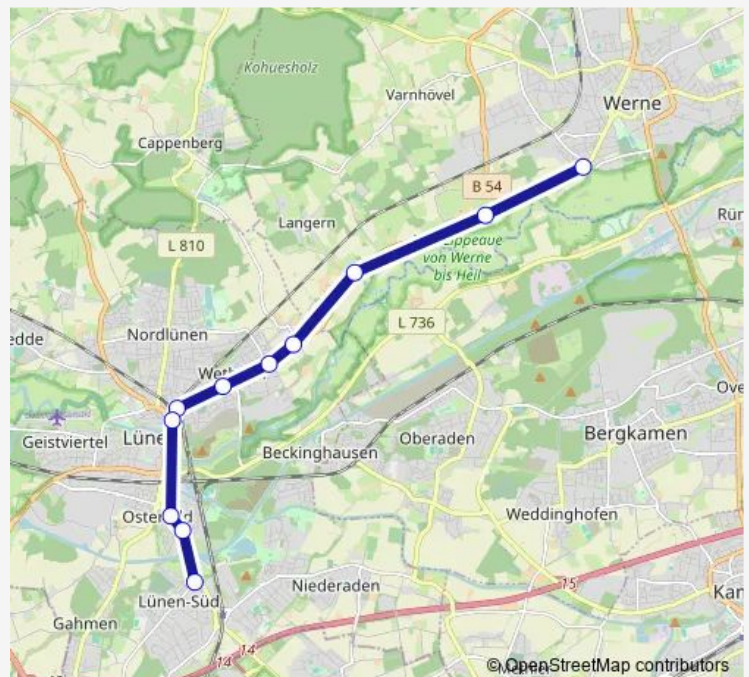 Kohuesholz
Varnhövel
Werne
Cappenberg
B 54
Langern
L 810
Lippeaue
von Werne
bis Heil
L 736
Nordlünen
Geistviertel
Beckinghausen
Oberaden
Bergkamen
Weddinghofen
15
Niederaden
Lünen-Süd
Gahmen
14
14
© OpenStreetMap contributors